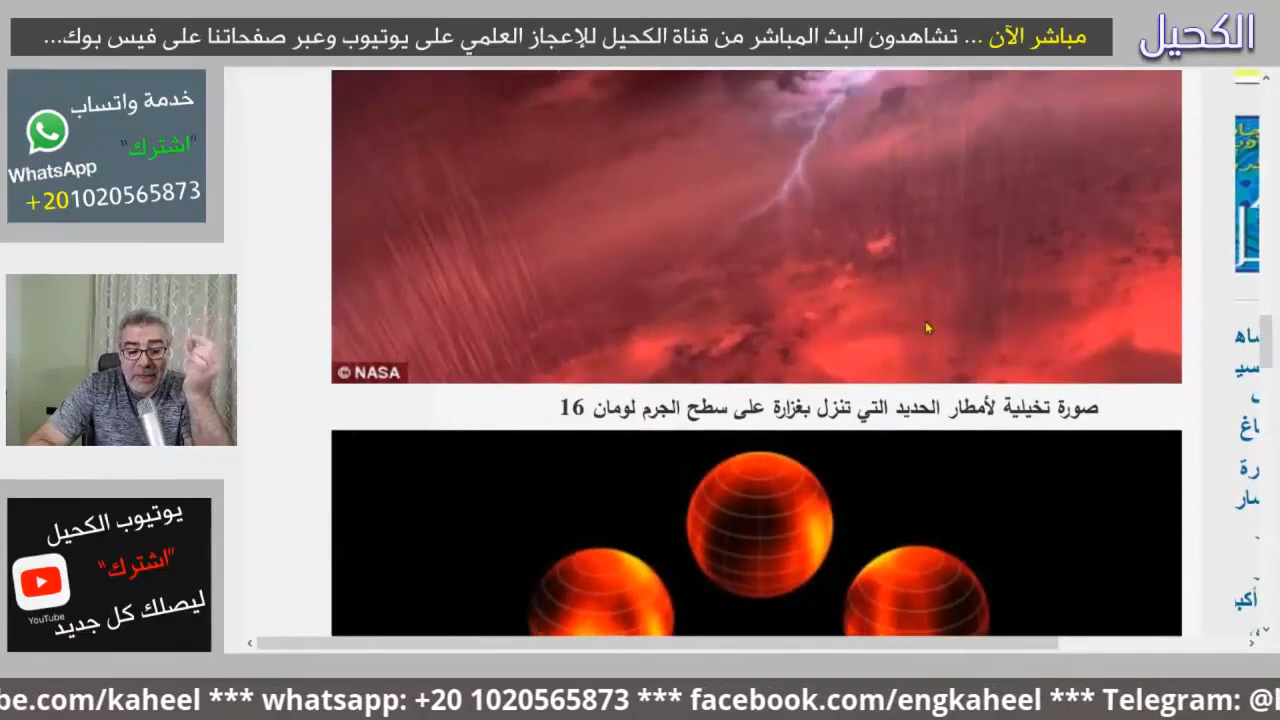 الكحيل
مباشر الآن ... تشاهدون البث المباشر من قناة الكحيل للإعجاز العلمي على يوتيوب وعبر صفحاتنا على فيس بوك...
خدمة واتساب
"اشترك"
WhatsApp
+201020565873
© NASA
صورة تخيلية لأمطار الحديد التي تنزل بغزارة على سطح الجرم لومان 16
يوتيوب الكحيل
"اشترك"
YouTube
ليصلك كل جديد
be.com/kaheel *** whatsapp: +20 1020565873 *** facebook.com/engkaheel *** Telegram: @